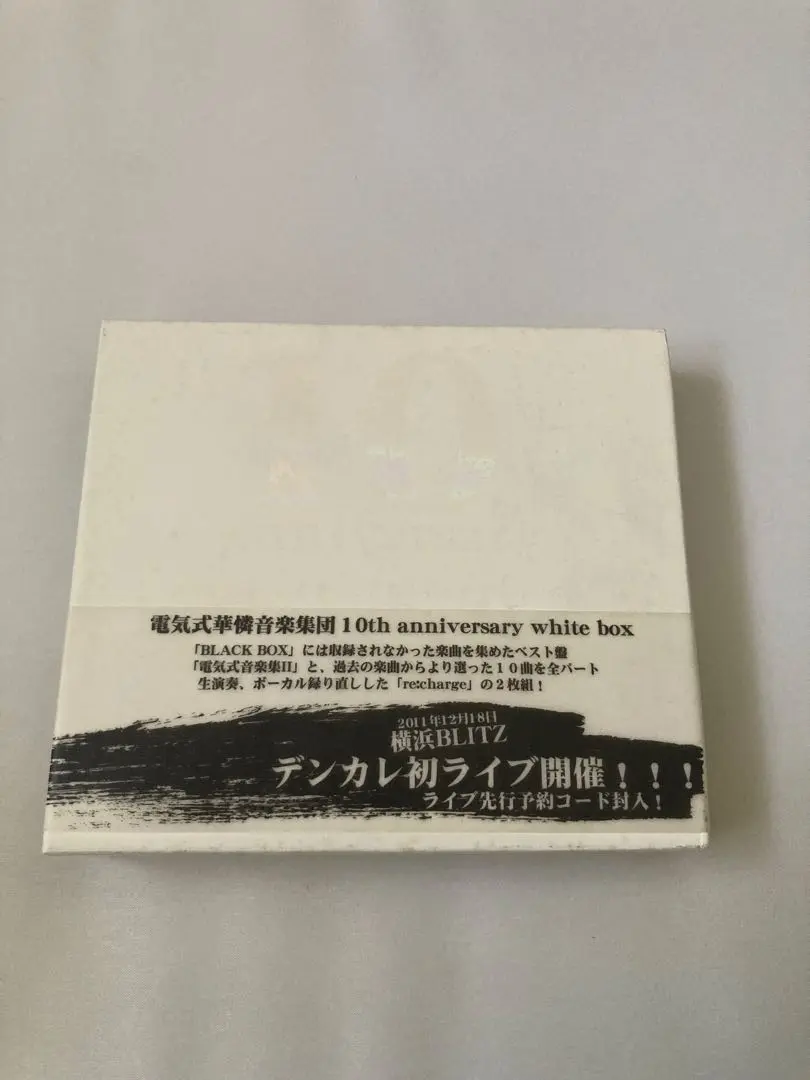 電気式華憐音楽集団10th anniversary white box
「BLACK BOX」には収録されなかった楽曲を集めたベスト盤
「電気式音楽集II」と、過去の楽曲からより選った１０曲を全パート
生演奏、ボーカル録り直しした「re:charge」の２枚組！
2011年12月18日
横浜BLITZ
デンカレ初ライブ開催！！！
ライブ先行予約コード封入！